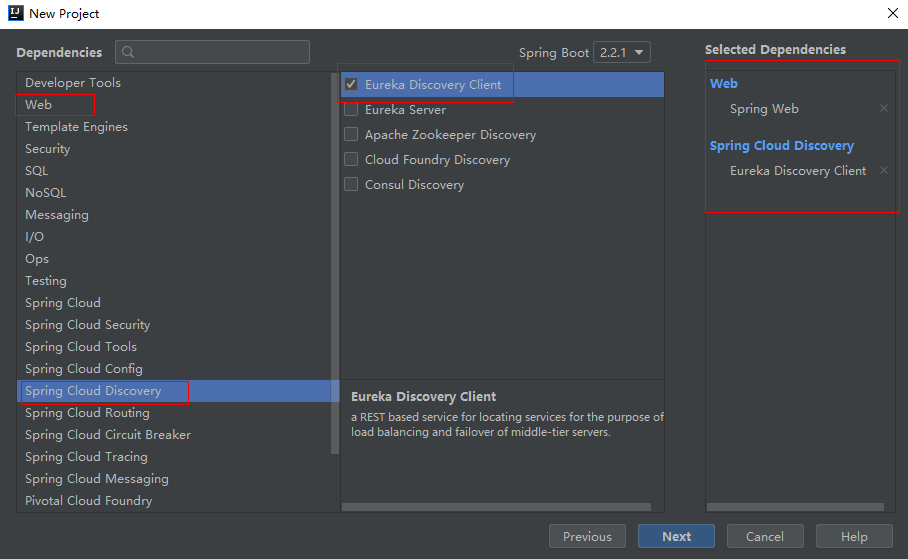 New Project
Dependencies
Spring Boot 2.2.1
Selected Dependencies
Developer Tools
Web
Template Engines
Security
SQL
NoSQL
Messaging
I/O
Ops
Testing
Spring Cloud
Spring Cloud Security
Spring Cloud Tools
Spring Cloud Config
Spring Cloud Discovery
Spring Cloud Routing
Spring Cloud Circuit Breaker
Spring Cloud Tracing
Spring Cloud Messaging
Pivotal Cloud Foundry
Eureka Discovery Client
Eureka Server
Apache Zookeeper Discovery
Cloud Foundry Discovery
Consul Discovery
Eureka Discovery Client
a REST based service for locating services for the purpose of
load balancing and failover of middle-tier servers.
Web
Spring Web
Spring Cloud Discovery
Eureka Discovery Client
Previous
Next
Cancel
Help